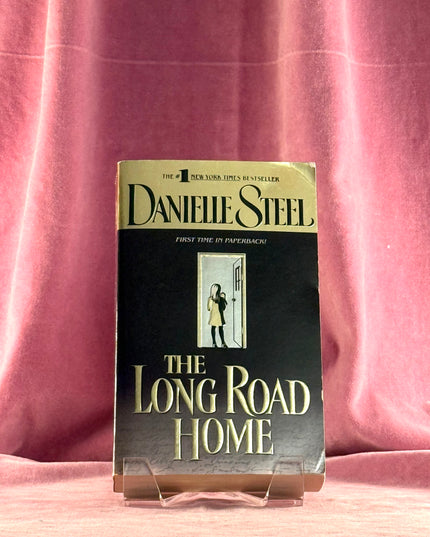 THE #1 NEW YORK TIMES BESTSELLER
DANIELLE STEEL
FIRST TIME IN PAPERBACK!
THE
LONG ROAD
HOME